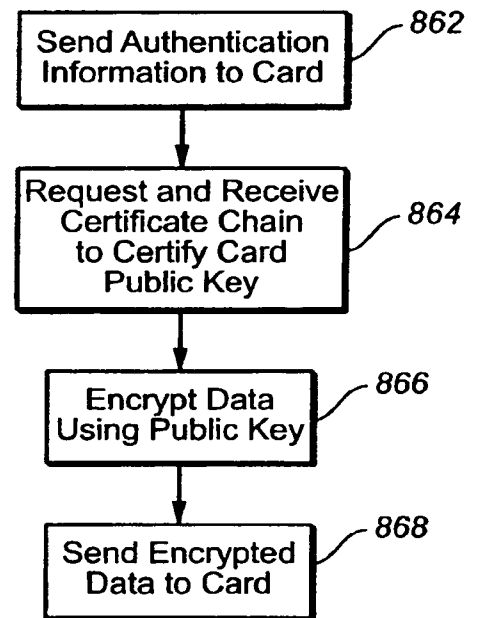 862
Send Authentication
Information to Card
Request and Receive
Certificate Chain
to Certify Card
Public Key
864
Encrypt Data
Using Public Key
866
Send Encrypted
Data to Card
868